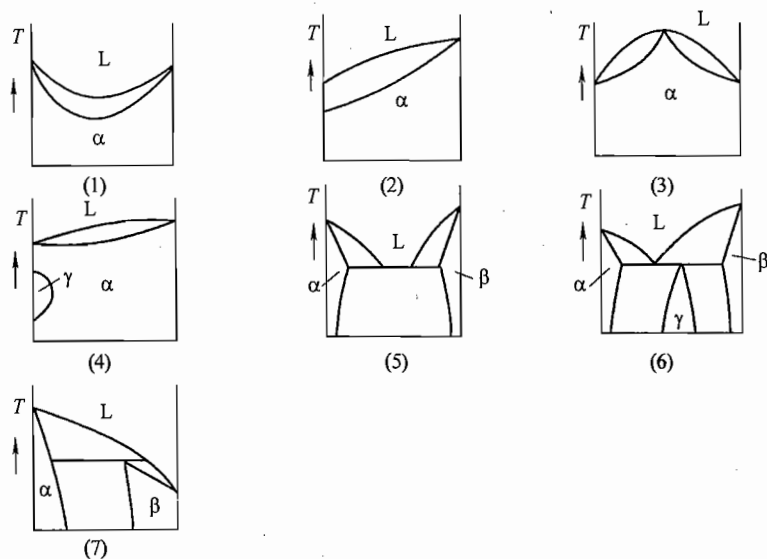 T L α
(1)
T L α
(2)
T L α
(3)
T L γ α
(4)
T L α β
(5)
T L α β γ
(6)
T L α β
(7)